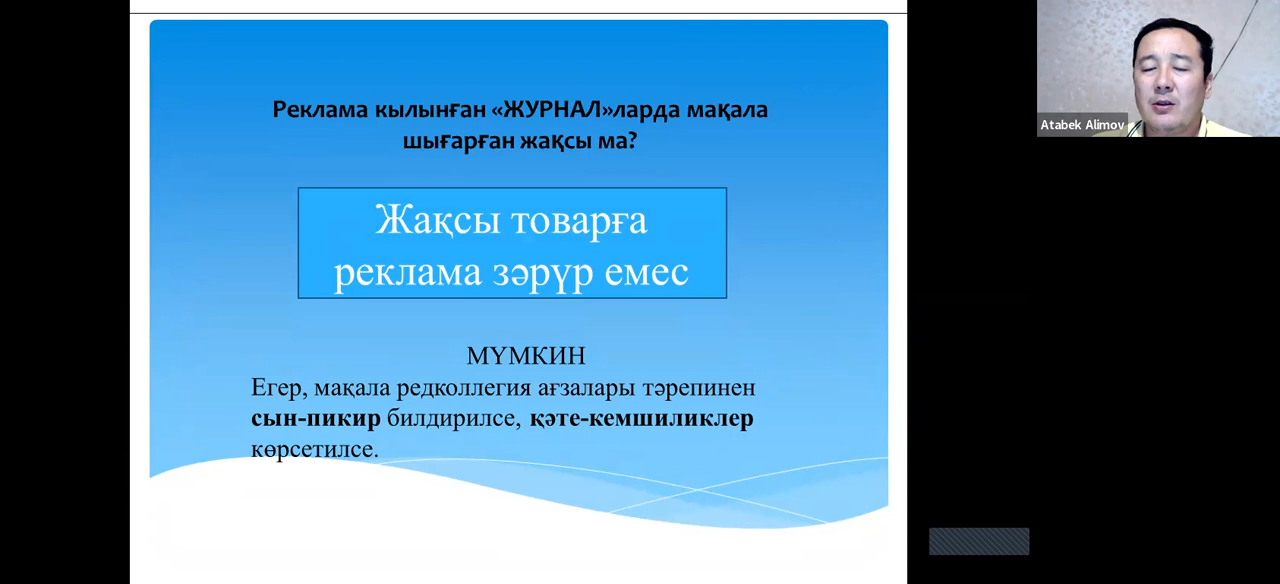 Реклама кылынған «ЖУРНАЛ»ларда мақала
шығарған жақсы ма?
Жақсы товарға
реклама зәрүр емес
МҮМКИН
Егер, мақала редколлегия ағзалары тәрепинен
сын-пикир билдирилсе, қәте-кемшиликлер
көрсетилсе.
Atabek Alimov